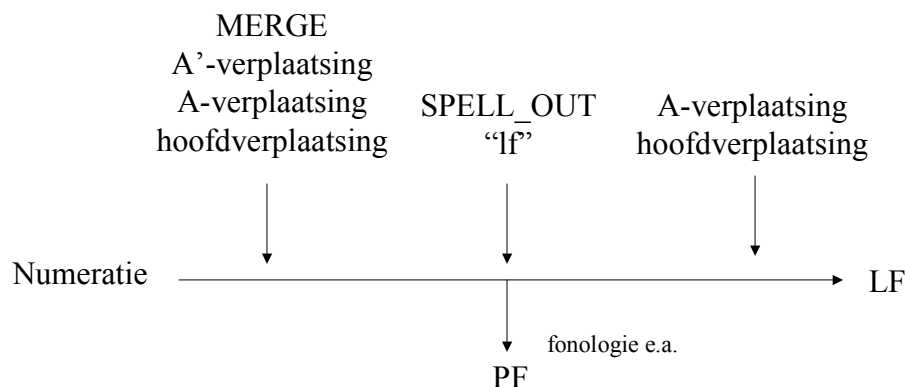 MERGE
A’-verplaatsing
A-verplaatsing
hoofdverplaatsing
SPELL_OUT
“lf”
A-verplaatsing
hoofdverplaatsing
Numeratie
LF
fonologie e.a.
PF